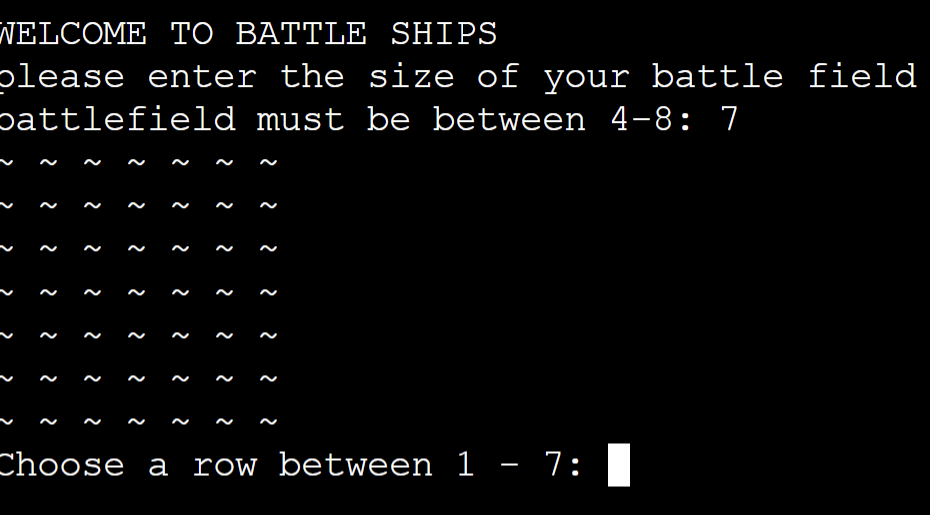 WELCOME TO BATTLE SHIPS
please enter the size of your battle field
battlefield must be between 4-8: 7
~ ~ ~ ~ ~ ~ ~
~ ~ ~ ~ ~ ~ ~
~ ~ ~ ~ ~ ~ ~
~ ~ ~ ~ ~ ~ ~
~ ~ ~ ~ ~ ~ ~
~ ~ ~ ~ ~ ~ ~
~ ~ ~ ~ ~ ~ ~
Choose a row between 1 - 7: